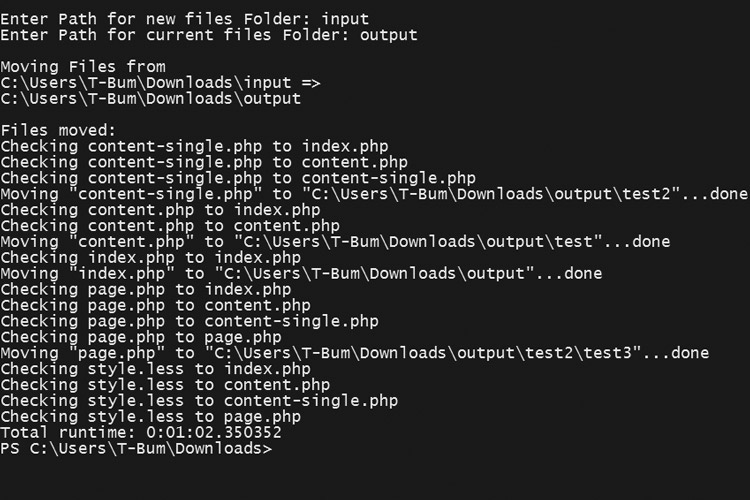 Enter Path for new files Folder: input
Enter Path for current files Folder: output
Moving Files from
C:\Users\T-Bum\Downloads\input =>
C:\Users\T-Bum\Downloads\output
Files moved:
Checking content-single.php to index.php
Checking content-single.php to content.php
Checking content-single.php to content-single.php
Moving "content-single.php" to "C:\Users\T-Bum\Downloads\output\test2"...done
Checking content.php to index.php
Checking content.php to content.php
Moving "content.php" to "C:\Users\T-Bum\Downloads\output\test"...done
Checking index.php to index.php
Moving "index.php" to "C:\Users\T-Bum\Downloads\output"...done
Checking page.php to index.php
Checking page.php to content.php
Checking page.php to content-single.php
Checking page.php to page.php
Moving "page.php" to "C:\Users\T-Bum\Downloads\output\test2\test3"...done
Checking style.less to index.php
Checking style.less to content.php
Checking style.less to content-single.php
Checking style.less to page.php
Total runtime: 0:01:02.350352
PS C:\Users\T-Bum\Downloads>